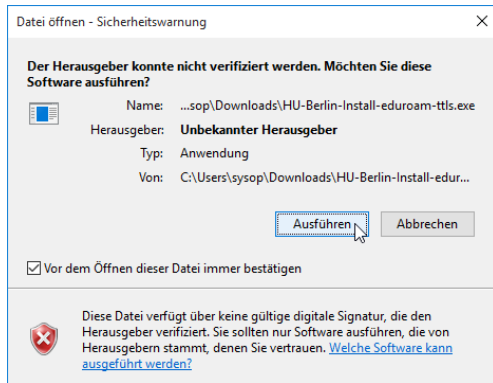 Datei öffnen - Sicherheitswarnung
Der Herausgeber konnte nicht verifiziert werden. Möchten Sie diese
Software ausführen?
Name: ...sop\Downloads\HU-Berlin-Install-eduroam-ttls.exe
Herausgeber: Unbekannter Herausgeber
Typ: Anwendung
Von: C:\Users\sysop\Downloads\HU-Berlin-Install-edur...
Ausführen Abbrechen
Vor dem Öffnen dieser Datei immer bestätigen
Diese Datei verfügt über keine gültige digitale Signatur, die den
Herausgeber verifiziert. Sie sollten nur Software ausführen, die von
Herausgebern stammt, denen Sie vertrauen. Welche Software kann
ausgeführt werden?